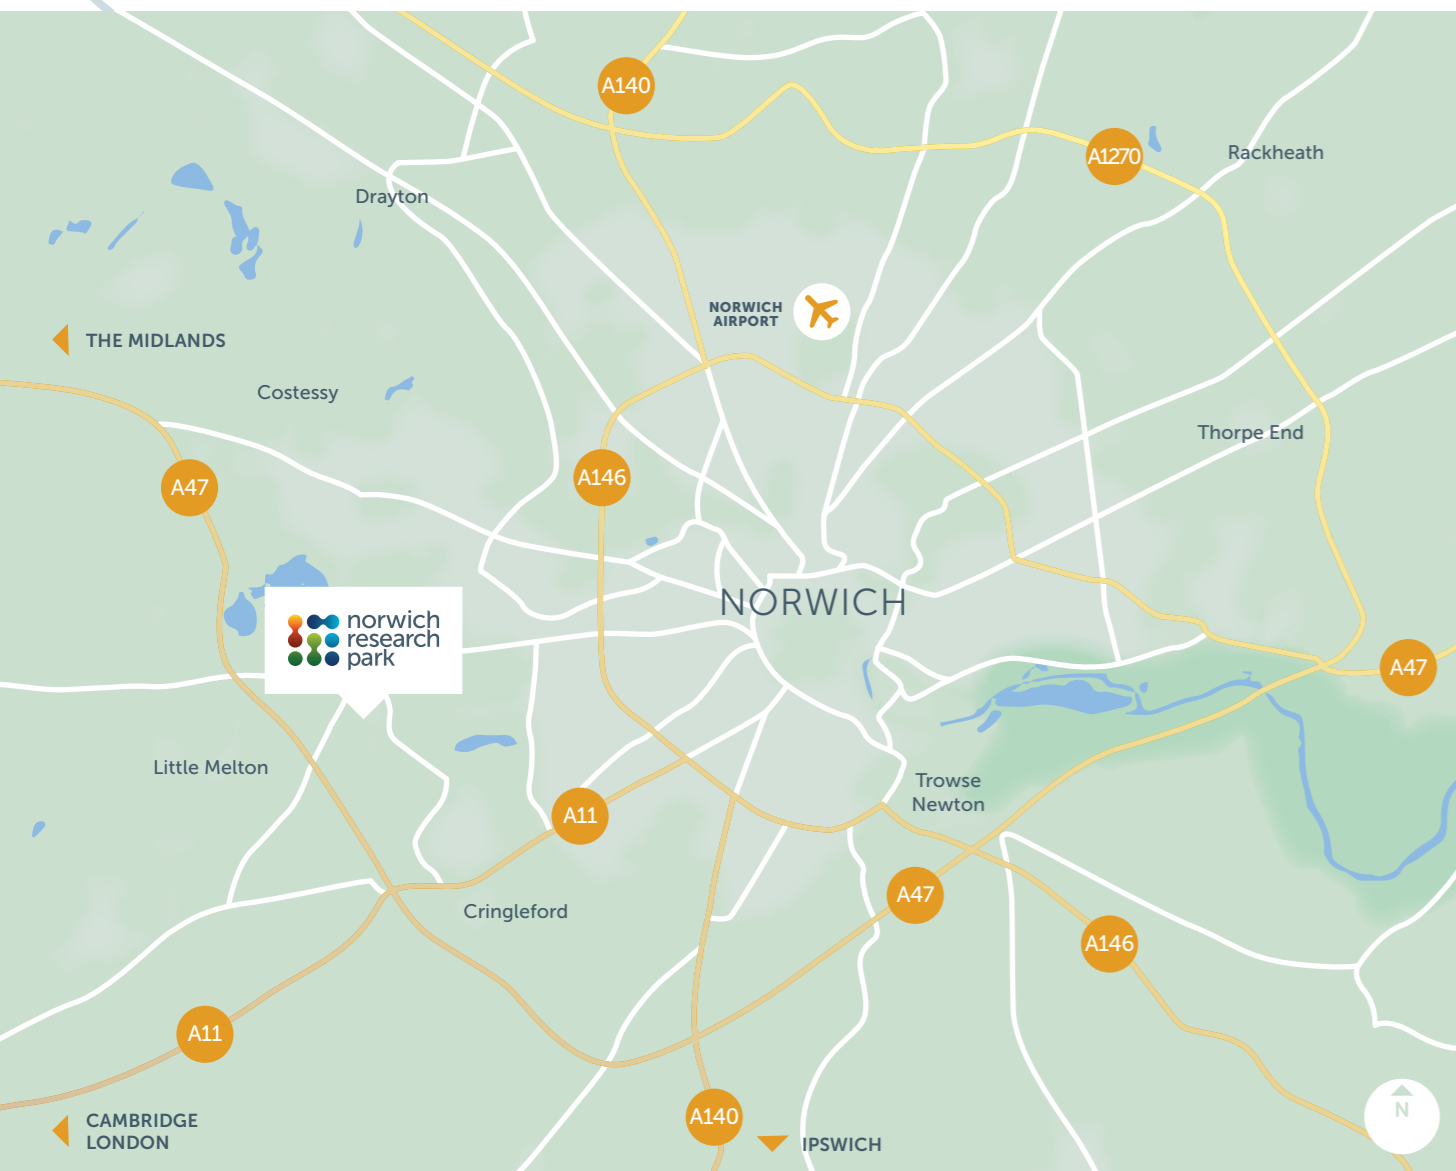 A140
A1270
Rackheath
Drayton
NORWICH
AIRPORT
THE MIDLANDS
Costessy
Thorpe End
A47
A146
NORWICH
norwich
research
park
A47
Little Melton
Trowse
Newton
A11
A47
Cringleford
A146
A11
A140
CAMBRIDGE
LONDON
IPSWICH
N